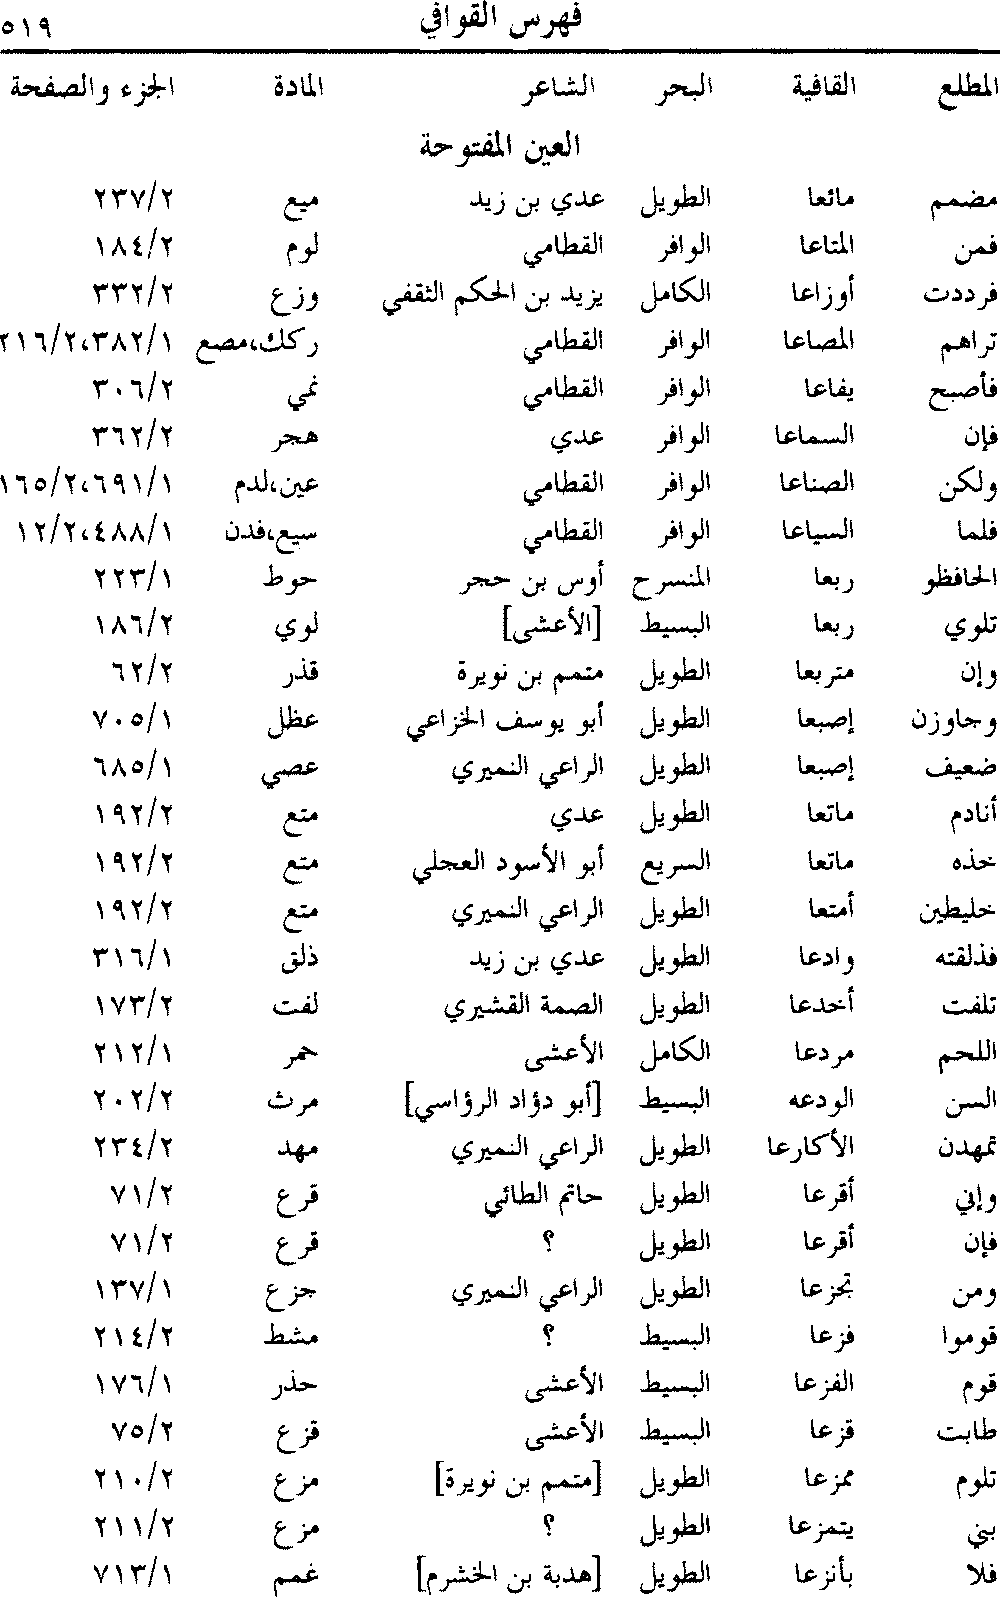 فهرس القوافي ٥١٩
المطلع القافية البحر الشاعر المادة الجزء والصفحة
العين المفتوحة
مضمم مائعا الطويل عدي بن زيد ميع ٢٣٧/٢
فمن المتاعا الوافر القطامي لوم ١٨٤/٢
فرددت أوزاعا الكامل يزيد بن الحكم الثقفي وزع ٣٣٢/٢
تراهم المصاعا الوافر القطامي ركك،مصع ٢١٦/٢،٣٨٢/١
فأصبح يفاعا الوافر القطامي نمي ٣٠٦/٢
فإن السماعا الوافر عدي هجر ٣٦٢/٢
ولكن الصناعا الوافر القطامي عين،لدم ١٦٥/٢،٦٩١/١
فلما السياعا الوافر القطامي سيع،فدن ١٢/٢،٤٨٨/١
الحافظو ربعا المنسرح أوس بن حجر حوط ٢٢٣/١
تلوي ربعا البسيط [الأعشى] لوي ١٨٦/٢
وإن متربعا الطويل متمم بن نويرة قذر ٦٢/٢
وجاوزن إصبعا الطويل أبو يوسف الخزاعي عظل ٧٠٥/١
ضعيف إصبعا الطويل الراعي النميري عصي ٦٨٥/١
أنادم ماتعا الطويل عدي متع ١٩٢/٢
خذه ماتعا السريع أبو الأسود العجلي متع ١٩٢/٢
خليطين أمتعا الطويل الراعي النميري متع ١٩٢/٢
فذلقته وادعا الطويل عدي بن زيد ذلق ٣١٦/١
تلفت أخدعا الطويل الصمة القشيري لفت ١٧٣/٢
اللحم مردعا الكامل الأعشى حمر ٢١٢/١
السن الودعه البسيط [أبو دؤاد الرؤاسي] مرث ٢٠٢/٢
تمهدن الأكارعا الطويل الراعي النميري مهد ٢٣٤/٢
وإني أقرعا الطويل حاتم الطائي قرع ٧١/٢
فإن أقرعا الطويل ؟ قرع ٧١/٢
ومن تجزعا الطويل الراعي النميري جزع ١٣٧/١
قوموا فزعا البسيط ؟ مشط ٢١٤/٢
قوم الفزعا البسيط الأعشى حذر ١٧٦/١
طابت قزعا البسيط الأعشى قزع ٧٥/٢
تلوم ممزعا الطويل [متمم بن نويرة] مزع ٢١٠/٢
بني يتمزعا الطويل ؟ مزع ٢١١/٢
فلا بأنزعا الطويل [هدبة بن الخشرم] غمم ٧١٣/١